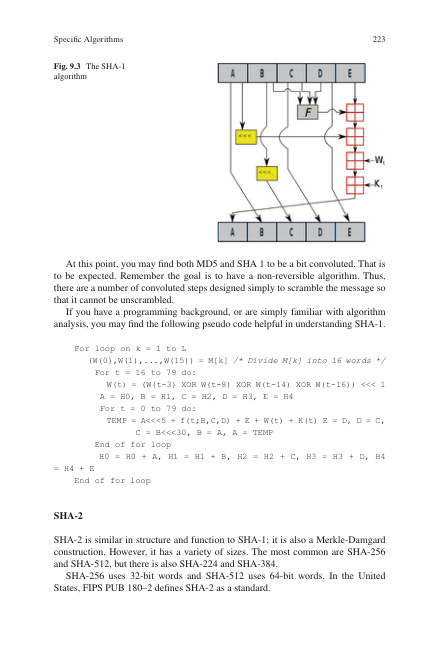 Specific Algorithms 223
Fig. 9.3 The SHA-1
algorithm
A B C D E
F
<<<
<<<
Wt
Kt
A B C D E
At this point, you may find both MD5 and SHA 1 to be a bit convoluted. That is
to be expected. Remember the goal is to have a non-reversible algorithm. Thus,
there are a number of convoluted steps designed simply to scramble the message so
that it cannot be unscrambled.
If you have a programming background, or are simply familiar with algorithm
analysis, you may find the following pseudo code helpful in understanding SHA-1.
For loop on k = 1 to L
(W(0),W(1),...,W(15)) = M[k] /* Divide M[k] into 16 words */
For t = 16 to 79 do:
W(t) = (W(t-3) XOR W(t-8) XOR W(t-14) XOR W(t-16)) <<< 1
A = H0, B = H1, C = H2, D = H3, E = H4
For t = 0 to 79 do:
TEMP = A<<<5 + f(t;B,C,D) + E + W(t) + K(t) E = D, D = C,
C = B<<<30, B = A, A = TEMP
End of for loop
H0 = H0 + A, H1 = H1 + B, H2 = H2 + C, H3 = H3 + D, H4
= H4 + E
End of for loop
SHA-2
SHA-2 is similar in structure and function to SHA-1; it is also a Merkle-Damgard
construction. However, it has a variety of sizes. The most common are SHA-256
and SHA-512, but there is also SHA-224 and SHA-384.
SHA-256 uses 32-bit words and SHA-512 uses 64-bit words. In the United
States, FIPS PUB 180–2 defines SHA-2 as a standard.